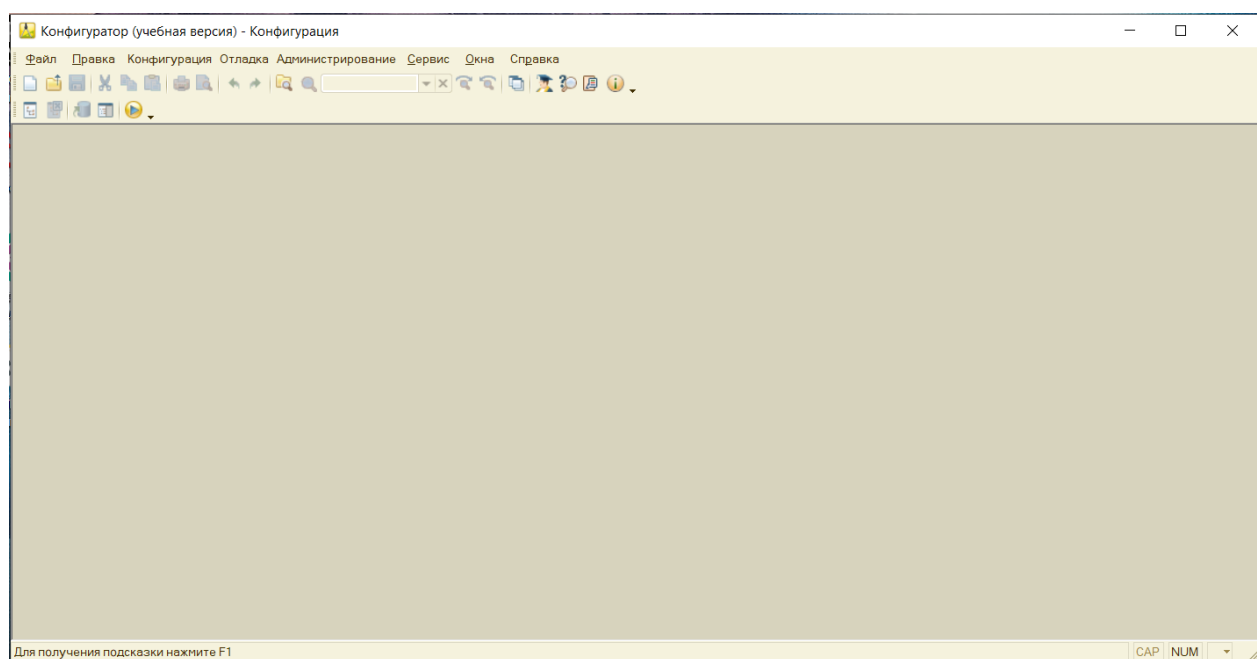 Конфигуратор (учебная версия) - Конфигурация
Файл Правка Конфигурация Отладка Администрирование Сервис Окна Справка
Для получения подсказки нажмите F1 CAP NUM